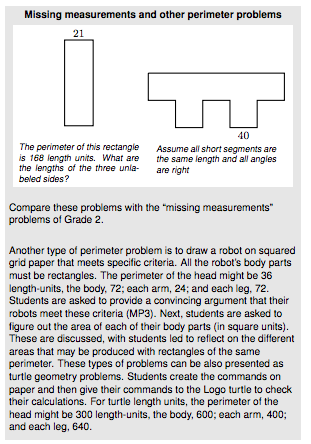 Missing measurements and other perimeter problems
21
40
The perimeter of this rectangle
is 168 length units. What are
the lengths of the three unla-
beled sides?
Assume all short segments are
the same length and all angles
are right
Compare these problems with the “missing measurements”
problems of Grade 2.
Another type of perimeter problem is to draw a robot on squared
grid paper that meets specific criteria. All the robot’s body parts
must be rectangles. The perimeter of the head might be 36
length-units, the body, 72; each arm, 24; and each leg, 72.
Students are asked to provide a convincing argument that their
robots meet these criteria (MP3). Next, students are asked to
figure out the area of each of their body parts (in square units).
These are discussed, with students led to reflect on the different
areas that may be produced with rectangles of the same
perimeter. These types of problems can be also presented as
turtle geometry problems. Students create the commands on
paper and then give their commands to the Logo turtle to check
their calculations. For turtle length units, the perimeter of the
head might be 300 length-units, the body, 600; each arm, 400;
and each leg, 640.